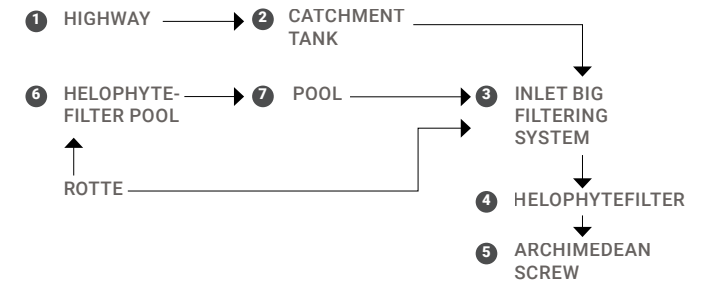 1 HIGHWAY
2 CATCHMENT
TANK
6 HELOPHYTE-
FILTER POOL
7 POOL
3 INLET BIG
FILTERING
SYSTEM
ROTTE
4 HELOPHYTEFILTER
5 ARCHIMEDEAN
SCREW